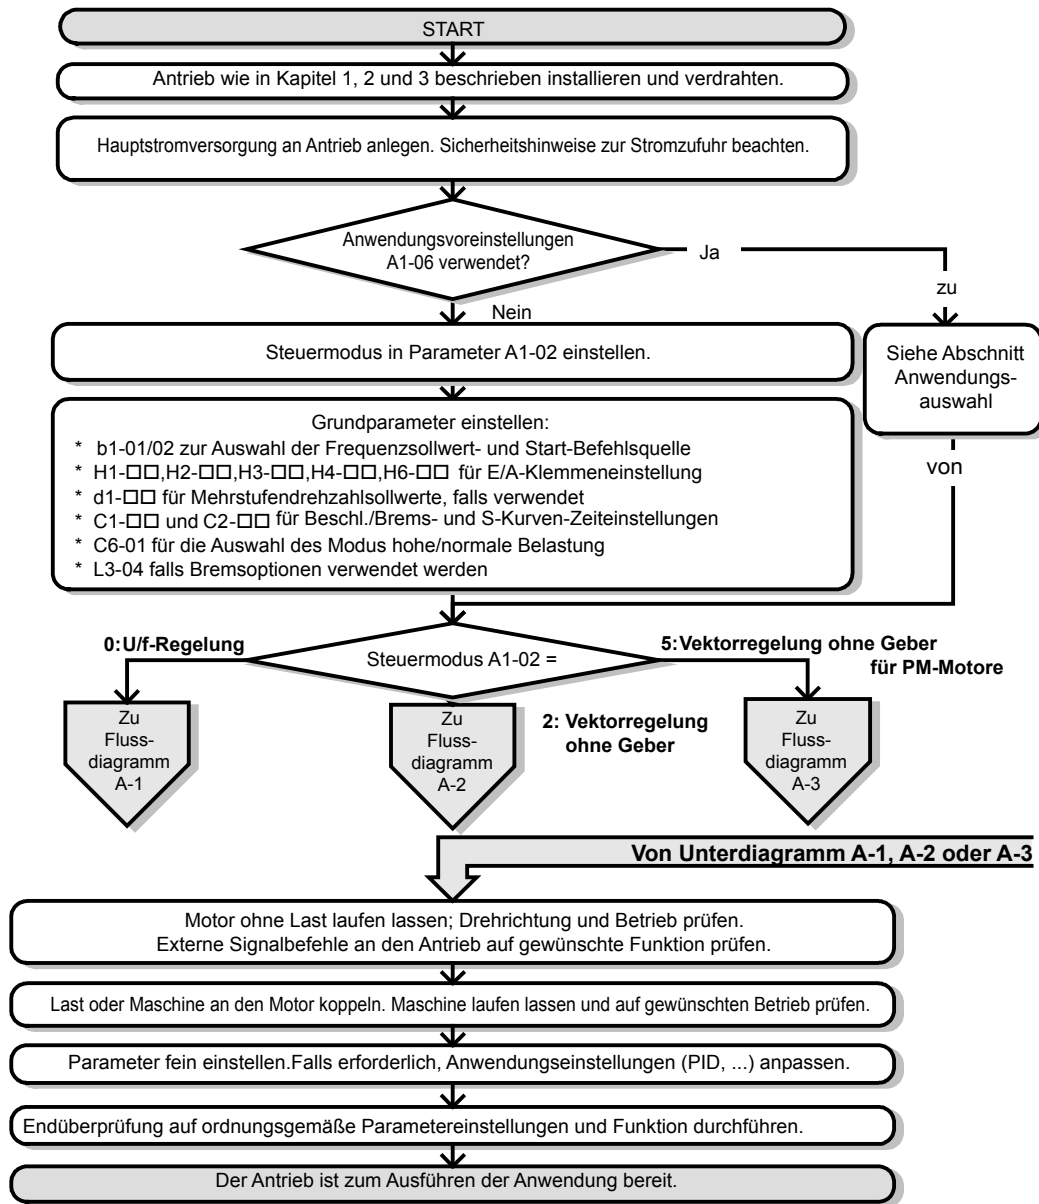 START
Antrieb wie in Kapitel 1, 2 und 3 beschrieben installieren und verdrahten.
Hauptstromversorgung an Antrieb anlegen. Sicherheitshinweise zur Stromzufuhr beachten.
Anwendungsvoreinstellungen
A1-06 verwendet?
Ja
zu
Nein
Siehe Abschnitt
Anwendungs-
auswahl
von
Steuermodus in Parameter A1-02 einstellen.
Grundparameter einstellen:
* b1-01/02 zur Auswahl der Frequenzsollwert- und Start-Befehlsquelle
* H1-□□,H2-□□,H3-□□,H4-□□,H6-□□ für E/A-Klemmeneinstellung
* d1-□□ für Mehrstufendrehzahlsollwerte, falls verwendet
* C1-□□ und C2-□□ für Beschl./Brems- und S-Kurven-Zeiteinstellungen
* C6-01 für die Auswahl des Modus hohe/normale Belastung
* L3-04 falls Bremsoptionen verwendet werden
0:U/f-Regelung
Steuermodus A1-02 =
5:Vektorregelung ohne Geber
für PM-Motore
Zu
Fluss-
diagramm
A-1
Zu
Fluss-
diagramm
A-2
2: Vektorregelung
ohne Geber
Zu
Fluss-
diagramm
A-3
Von Unterdiagramm A-1, A-2 oder A-3
Motor ohne Last laufen lassen; Drehrichtung und Betrieb prüfen.
Externe Signalbefehle an den Antrieb auf gewünschte Funktion prüfen.
Last oder Maschine an den Motor koppeln. Maschine laufen lassen und auf gewünschten Betrieb prüfen.
Parameter fein einstellen.Falls erforderlich, Anwendungseinstellungen (PID, ...) anpassen.
Endüberprüfung auf ordnungsgemäße Parametereinstellungen und Funktion durchführen.
Der Antrieb ist zum Ausführen der Anwendung bereit.